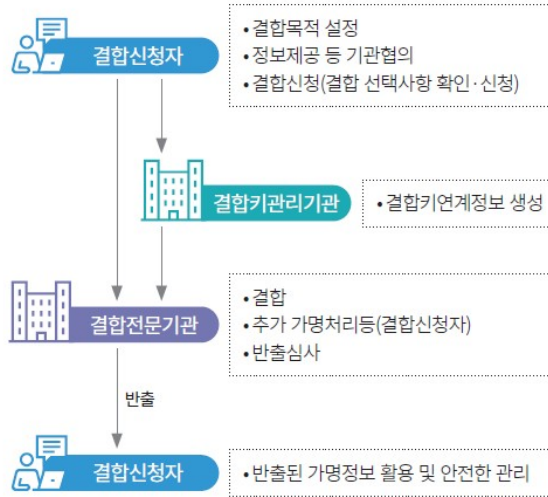 결합신청자
•결합목적 설정
•정보제공 등 기관협의
•결합신청(결합 선택사항 확인·신청)
결합키관리기관
•결합키연계정보 생성
결합전문기관
•결합
•추가 가명처리등(결합신청자)
•반출심사
반출
결합신청자
•반출된 가명정보 활용 및 안전한 관리